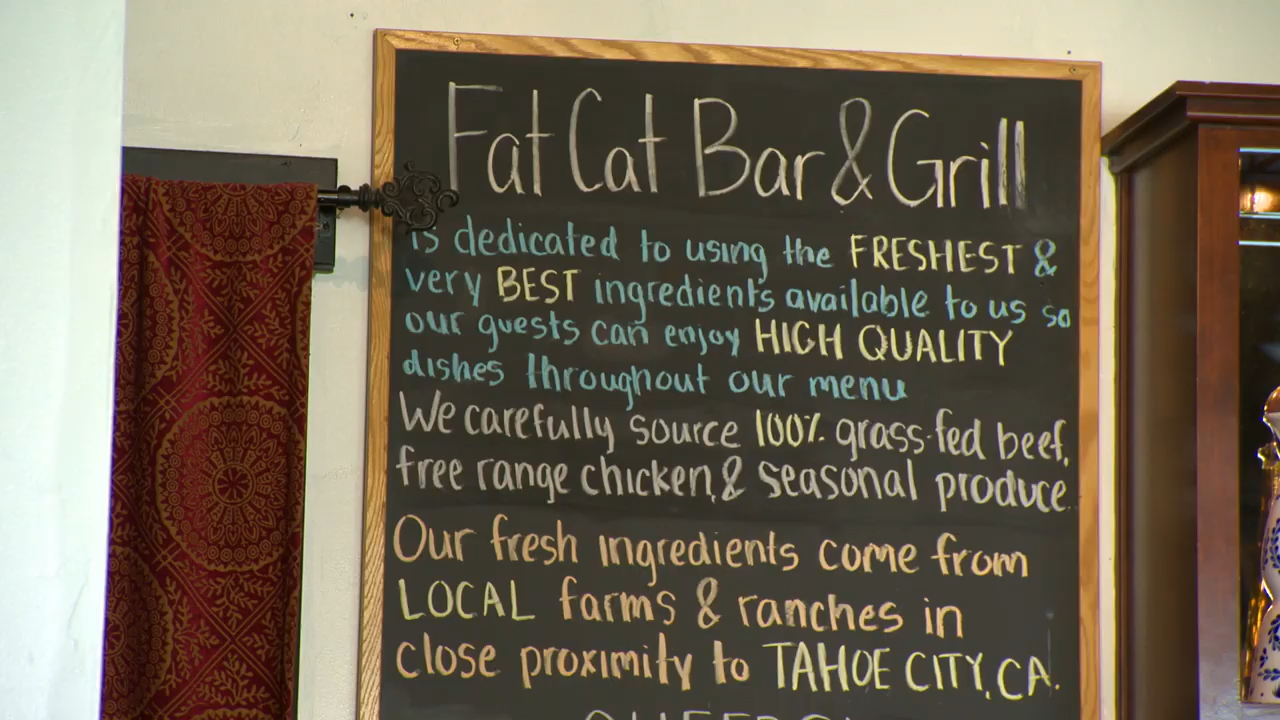 Fat Cat Bar & Grill
is dedicated to using the FRESHEST &
very BEST ingredients available to us so
our guests can enjoy HIGH QUALITY
dishes throughout our menu
We carefully source 100% grass-fed beef,
free range chicken, & seasonal produce.
Our fresh ingredients come from
LOCAL farms & ranches in
close proximity to TAHOE CITY, CA.